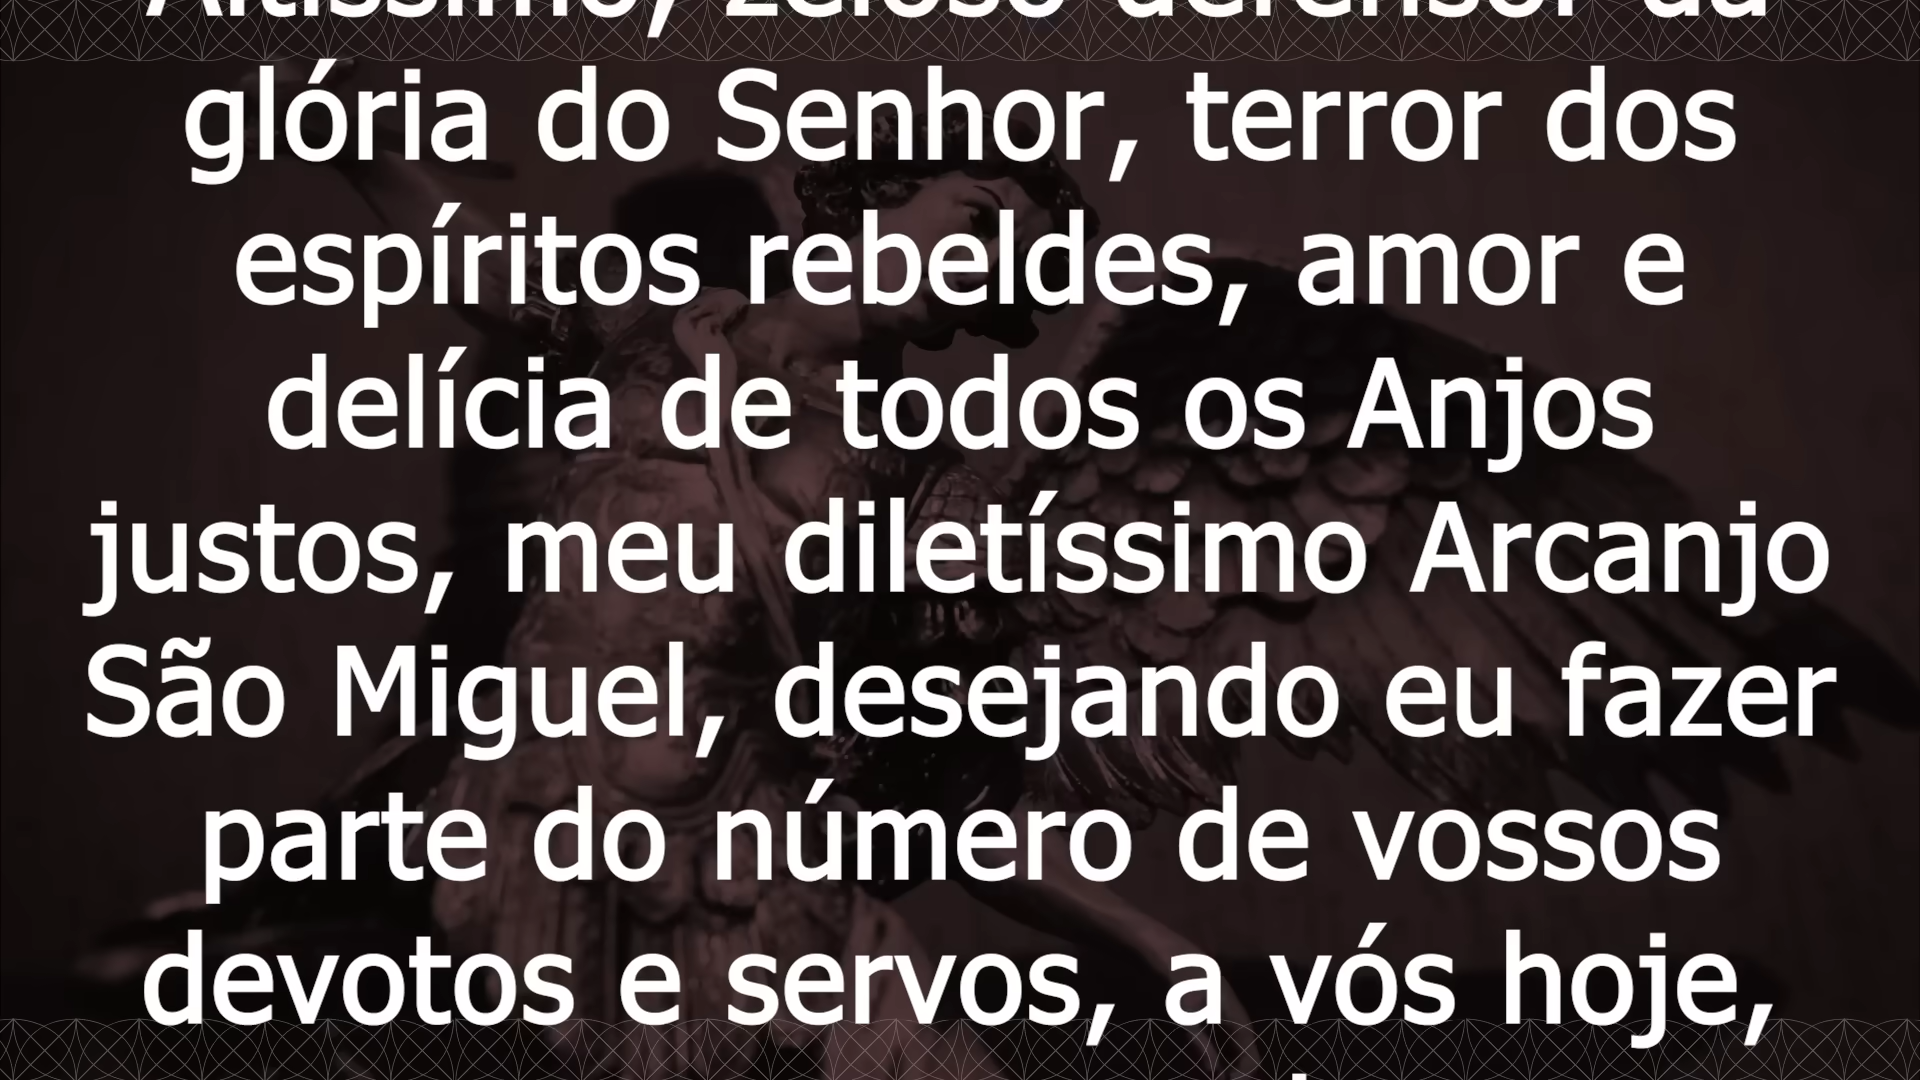 Altíssimo, zeloso defensor da
glória do Senhor, terror dos
espíritos rebeldes, amor e
delícia de todos os Anjos
justos, meu diletíssimo Arcanjo
São Miguel, desejando eu fazer
parte do número de vossos
devotos e servos, a vós hoje,